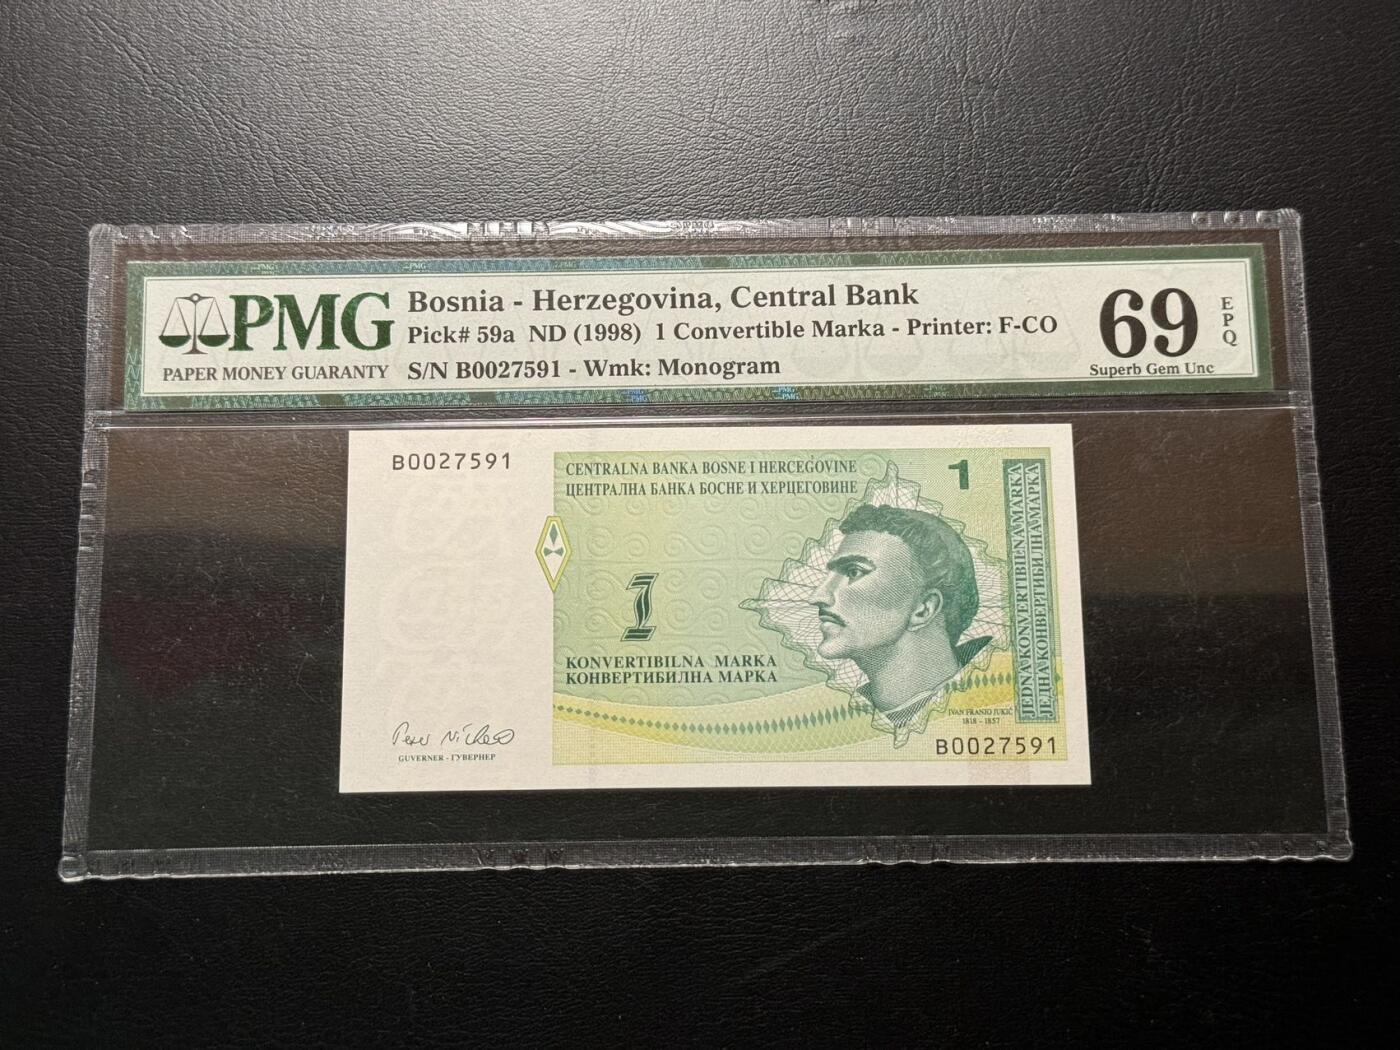 PMG
PAPER MONEY GUARANTY
Bosnia - Herzegovina, Central Bank
Pick# 59a ND (1998) 1 Convertible Marka - Printer: F-CO
S/N B0027591 - Wmk: Monogram
69
EPQ
Superb Gem Unc
B0027591
CENTRALNA BANKA BOSNE I HERCEGOVINE
ЦЕНТРАЛНА БАНКА БОСНЕ И ХЕРЦЕГОВИНЕ
1
JEDNA KONVERTIBILNA MARKA
ЈЕДНА КОНВЕРТИБИЛНА МАРКА
1
KONVERTIBILNA MARKA
КОНВЕРТИБИЛНА МАРКА
IVAN FRANJO JUKIĆ
1818 - 1857
GUVERNER - ГУВЕРНЕР
B0027591